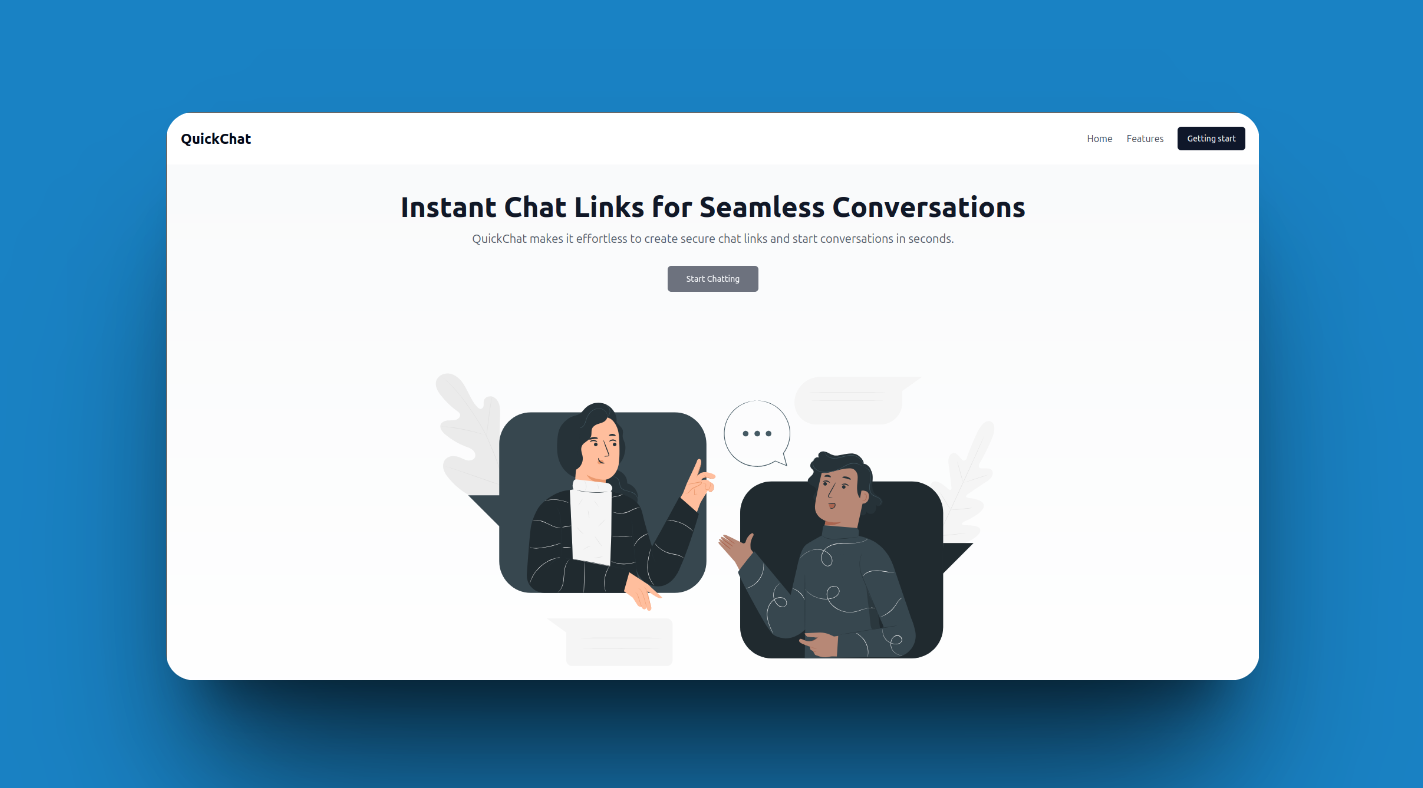 QuickChat
Home Features Getting start
Instant Chat Links for Seamless Conversations
QuickChat makes it effortless to create secure chat links and start conversations in seconds.
Start Chatting